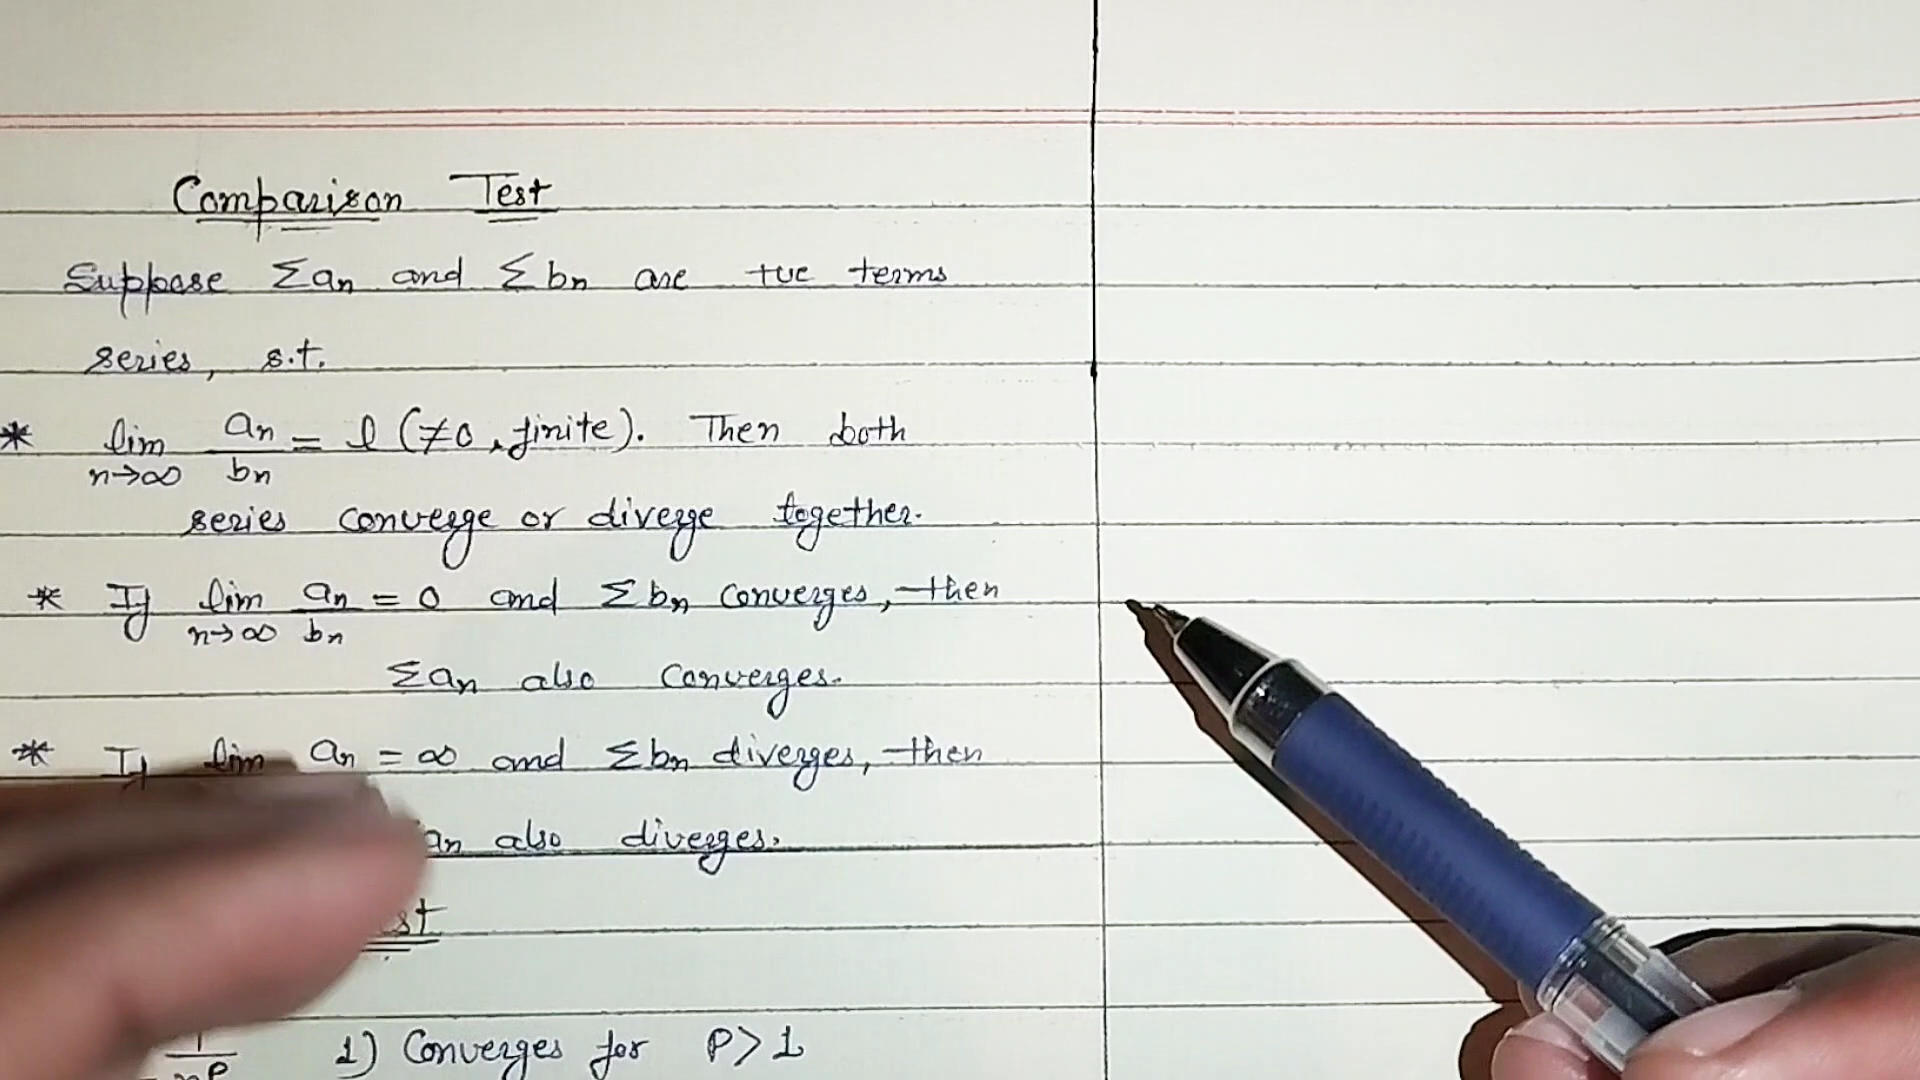 Comparison Test
Suppose Σan and Σbn are +ve terms
series, s.t.
* lim n→∞ an/bn = l (≠0, finite). Then both
series converge or diverge together.
* If lim n→∞ an/bn = 0 and Σbn Converges, then
Σan also Converges.
* If lim an = ∞ and Σbn diverges, then
an also diverges.
1/nP 1) Converges for P>1